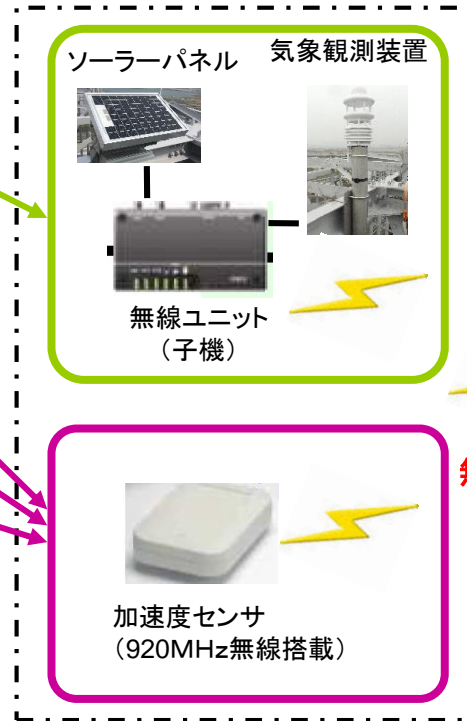 ソーラーパネル
気象観測装置
無線ユニット
（子機）
加速度センサ
（920MHz無線搭載）